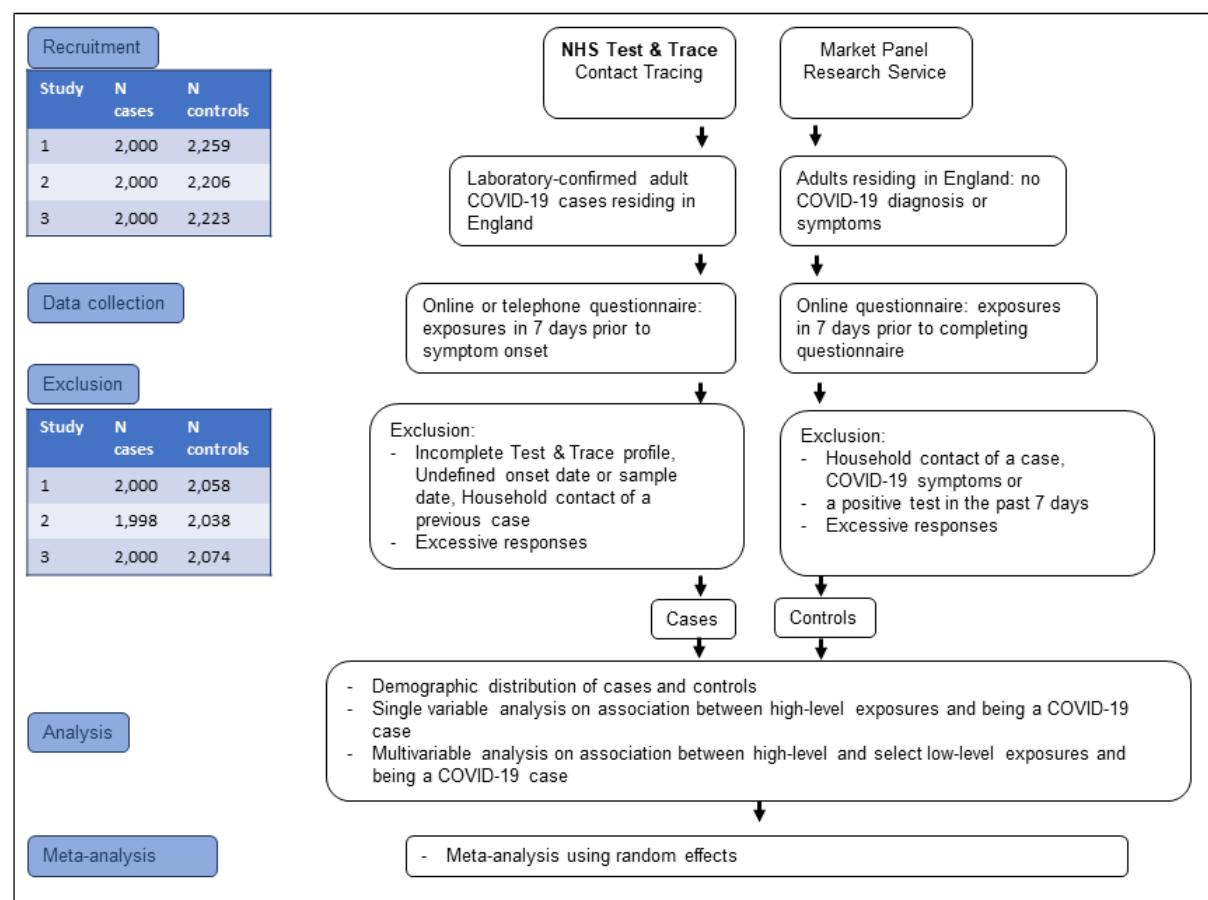 Recruitment
Study N cases N controls
1 2,000 2,259
2 2,000 2,206
3 2,000 2,223
NHS Test & Trace
Contact Tracing
Market Panel
Research Service
Laboratory-confirmed adult
COVID-19 cases residing in
England
Adults residing in England: no
COVID-19 diagnosis or
symptoms
Data collection
Online or telephone questionnaire:
exposures in 7 days prior to
symptom onset
Online questionnaire: exposures
in 7 days prior to completing
questionnaire
Exclusion
Study N cases N controls
1 2,000 2,058
2 1,998 2,038
3 2,000 2,074
Exclusion:
- Incomplete Test & Trace profile,
Undefined onset date or sample
date, Household contact of a
previous case
- Excessive responses
Exclusion:
- Household contact of a case,
COVID-19 symptoms or
- a positive test in the past 7 days
- Excessive responses
Cases
Controls
Analysis
- Demographic distribution of cases and controls
- Single variable analysis on association between high-level exposures and being a COVID-19
case
- Multivariable analysis on association between high-level and select low-level exposures and
being a COVID-19 case
Meta-analysis
- Meta-analysis using random effects